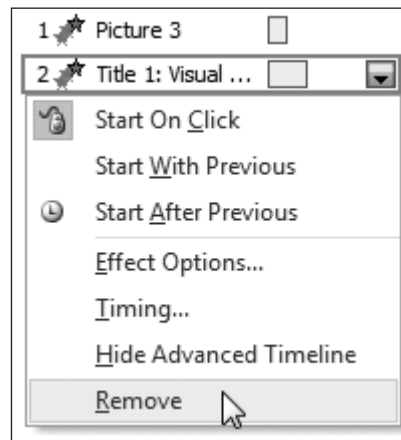 1 Picture 3
2 Title 1: Visual ...
Start On Click
Start With Previous
Start After Previous
Effect Options...
Timing...
Hide Advanced Timeline
Remove